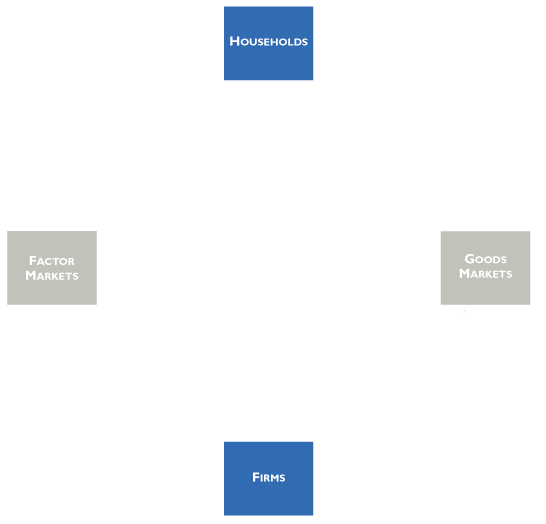 Households
Factor
Markets
Goods
Markets
Firms